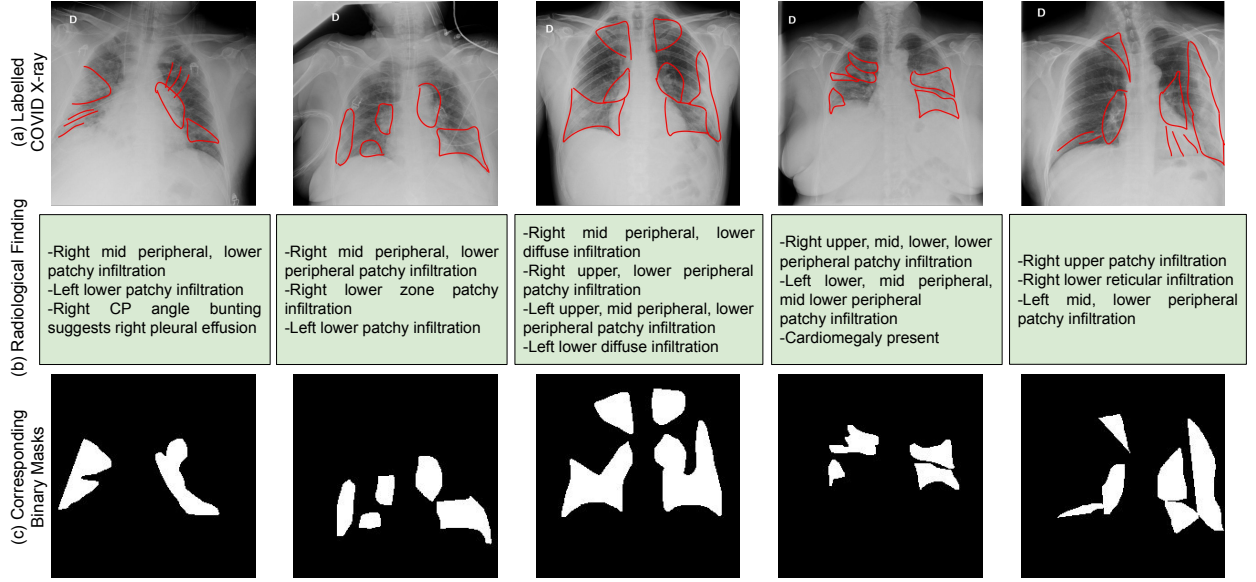 (a) Labelled
COVID X-ray
D
D
D
D
D
(b) Radiological Finding
-Right mid peripheral, lower
patchy infiltration
-Left lower patchy infiltration
-Right CP angle bunting
suggests right pleural effusion
-Right mid peripheral, lower
peripheral patchy infiltration
-Right lower zone patchy
infiltration
-Left lower patchy infiltration
-Right mid peripheral, lower
diffuse infiltration
-Right upper, lower peripheral
patchy infiltration
-Left upper, mid peripheral, lower
peripheral patchy infiltration
-Left lower diffuse infiltration
-Right upper, mid, lower, lower
peripheral patchy infiltration
-Left lower, mid peripheral,
mid lower peripheral
patchy infiltration
-Cardiomegaly present
-Right upper patchy infiltration
-Right lower reticular infiltration
-Left mid, lower peripheral
patchy infiltration
(c) Corresponding
Binary Masks